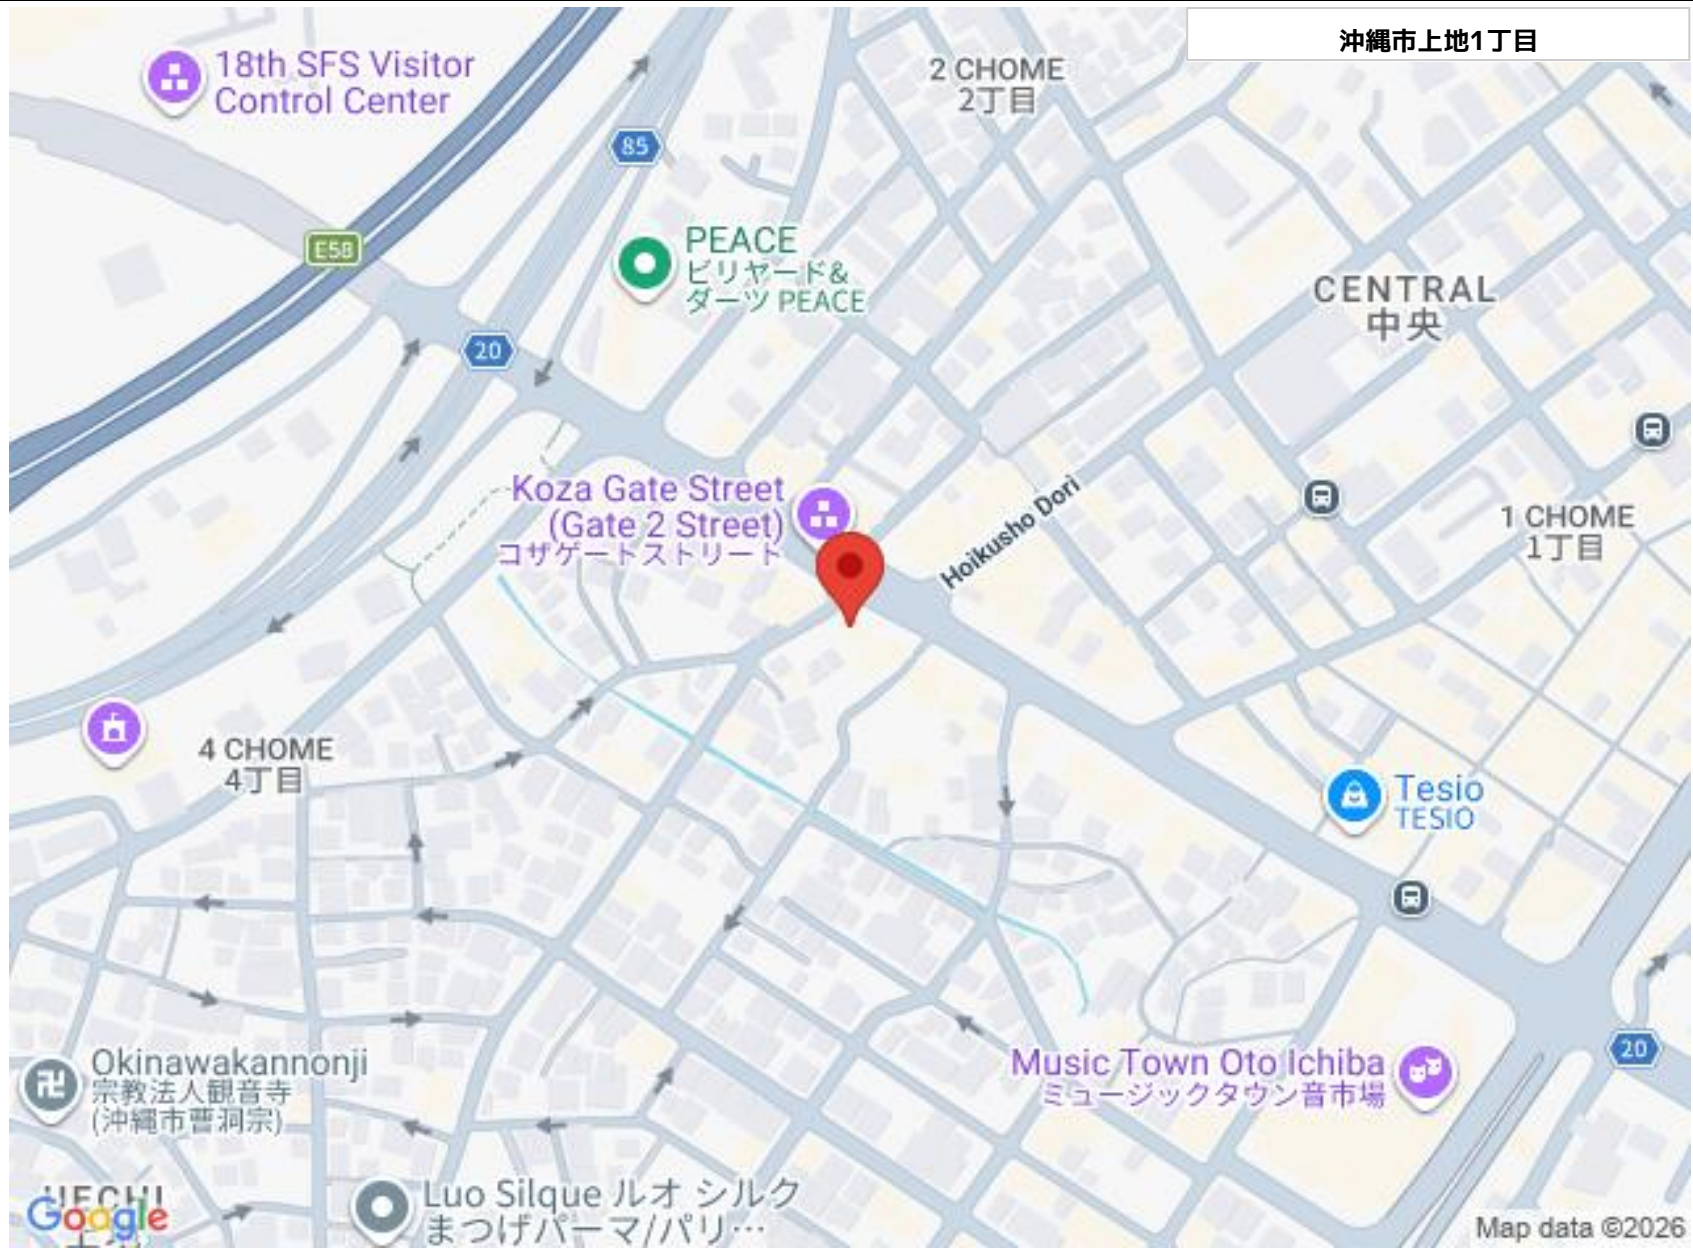 沖縄市上地1丁目
18th SFS Visitor
Control Center
2 CHOME
2丁目
85
E58
PEACE
ビリヤード&
ダーツ PEACE
CENTRAL
中央
20
Koza Gate Street
(Gate 2 Street)
コザゲートストリート
Hoikusho Dori
1 CHOME
1丁目
4 CHOME
4丁目
Tesio
TESIO
Okinawakannonji
宗教法人観音寺
(沖縄市曹洞宗)
Music Town Oto Ichiba
ミュージックタウン音市場
20
UECHI
Google
Luo Silque ルオ シルク
まつげパーマ/パリ…
Map data ©2026